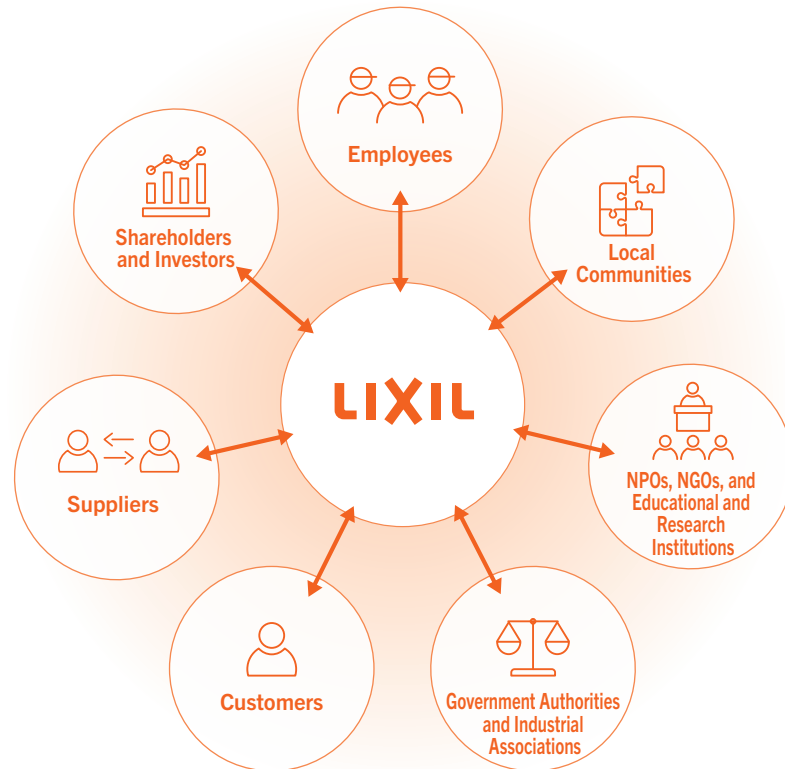 Employees
Shareholders
and Investors
Local
Communities
LIXIL
NPOs, NGOs, and
Educational and
Research
Institutions
Suppliers
Customers
Government Authorities
and Industrial
Associations